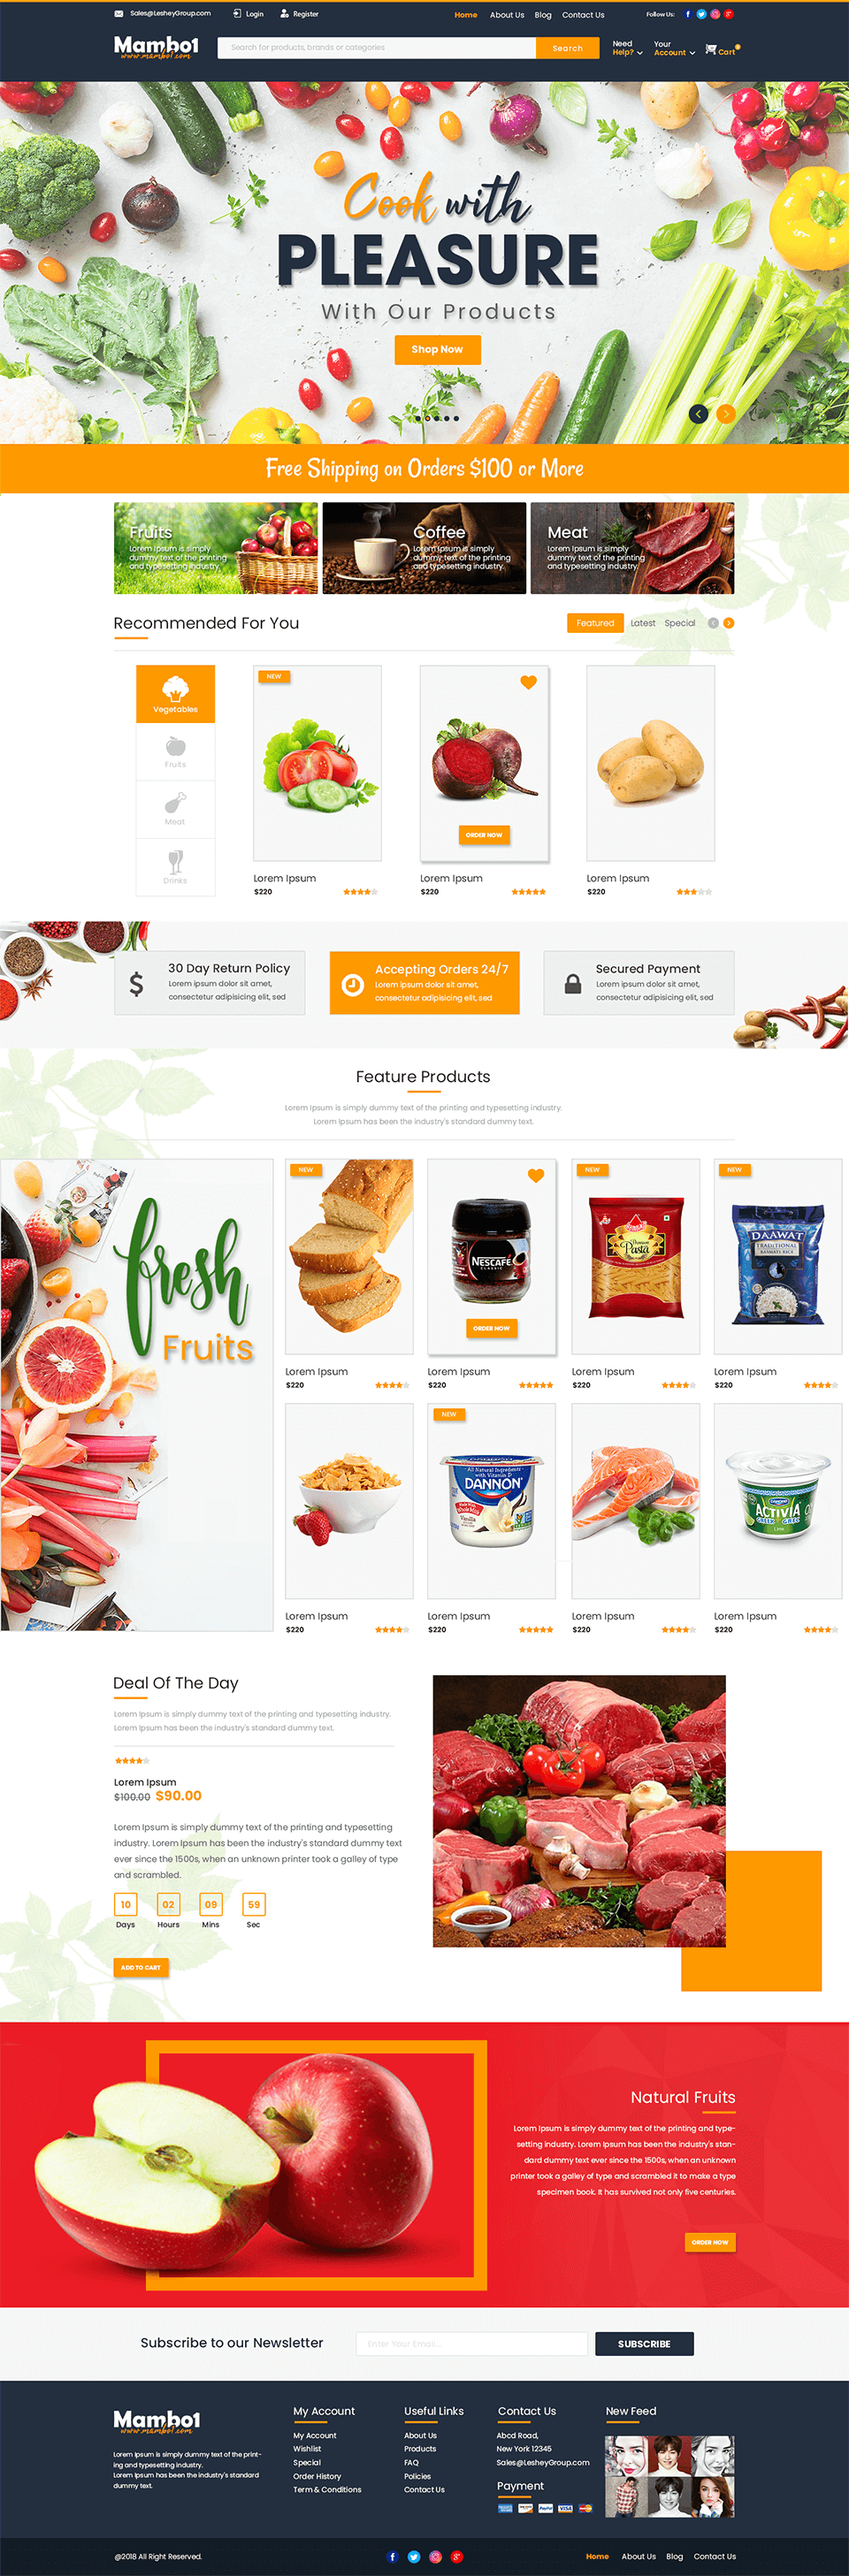 Sales@LesheyGroup.com
Login
Register
Home About Us Blog Contact Us
Follow Us:
Mambo1
www.mambo1.com
Search for products, brands or categories
Search
Need
Help?
Your
Account
Cart
Cook with
PLEASURE
With Our Products
Shop Now
Free Shipping on Orders $100 or More
Fruits
Lorem Ipsum is simply
dummy text of the printing
and typesetting industry.
Coffee
Lorem Ipsum is simply
dummy text of the printing
and typesetting industry.
Meat
Lorem Ipsum is simply
dummy text of the printing
and typesetting industry.
Recommended For You
Featured Latest Special
Vegetables
Fruits
Meat
Drinks
NEW
ORDER NOW
Lorem Ipsum
$220
Lorem Ipsum
$220
Lorem Ipsum
$220
30 Day Return Policy
Lorem ipsum dolor sit amet,
consectetur adipisicing elit, sed
Accepting Orders 24/7
Lorem ipsum dolor sit amet,
consectetur adipisicing elit, sed
Secured Payment
Lorem ipsum dolor sit amet,
consectetur adipisicing elit, sed
Feature Products
Lorem Ipsum is simply dummy text of the printing and typesetting industry.
Lorem Ipsum has been the industry's standard dummy text.
fresh
Fruits
NEW
NESCAFE
CLASSIC
ORDER NOW
NEW
Premium
Pasta
NEW
DAAWAT
TRADITIONAL
BASMATI RICE
Lorem Ipsum
$220
Lorem Ipsum
$220
Lorem Ipsum
$220
Lorem Ipsum
$220
NEW
All Natural Ingredients
with Vitamin D
DANNON
Vanilla
ACTIVIA
GREEK GREC
Lime
Lorem Ipsum
$220
Lorem Ipsum
$220
Lorem Ipsum
$220
Lorem Ipsum
$220
Deal Of The Day
Lorem Ipsum is simply dummy text of the printing and typesetting industry.
Lorem Ipsum has been the industry's standard dummy text.
Lorem Ipsum
$100.00 $90.00
Lorem Ipsum is simply dummy text of the printing and typesetting
industry. Lorem Ipsum has been the industry's standard dummy text
ever since the 1500s, when an unknown printer took a galley of type
and scrambled.
10 02 09 59
Days Hours Mins Sec
ADD TO CART
Natural Fruits
Lorem Ipsum is simply dummy text of the printing and type-
setting industry. Lorem Ipsum has been the industry's stan-
dard dummy text ever since the 1500s, when an unknown
printer took a galley of type and scrambled it to make a type
specimen book. It has survived not only five centuries.
ORDER NOW
Subscribe to our Newsletter
Enter Your Email...
SUBSCRIBE
Mambo1
www.mambo1.com
Lorem Ipsum is simply dummy text of the print-
ing and typesetting industry.
Lorem Ipsum has been the industry's standard
dummy text.
My Account
My Account
Wishlist
Special
Order History
Term & Conditions
Useful Links
About Us
Products
FAQ
Policies
Contact Us
Contact Us
Abcd Road,
New York 12345
Sales@LesheyGroup.com
Payment
PayPal
VISA
New Feed
@2018 All Right Reserved.
Home About Us Blog Contact Us